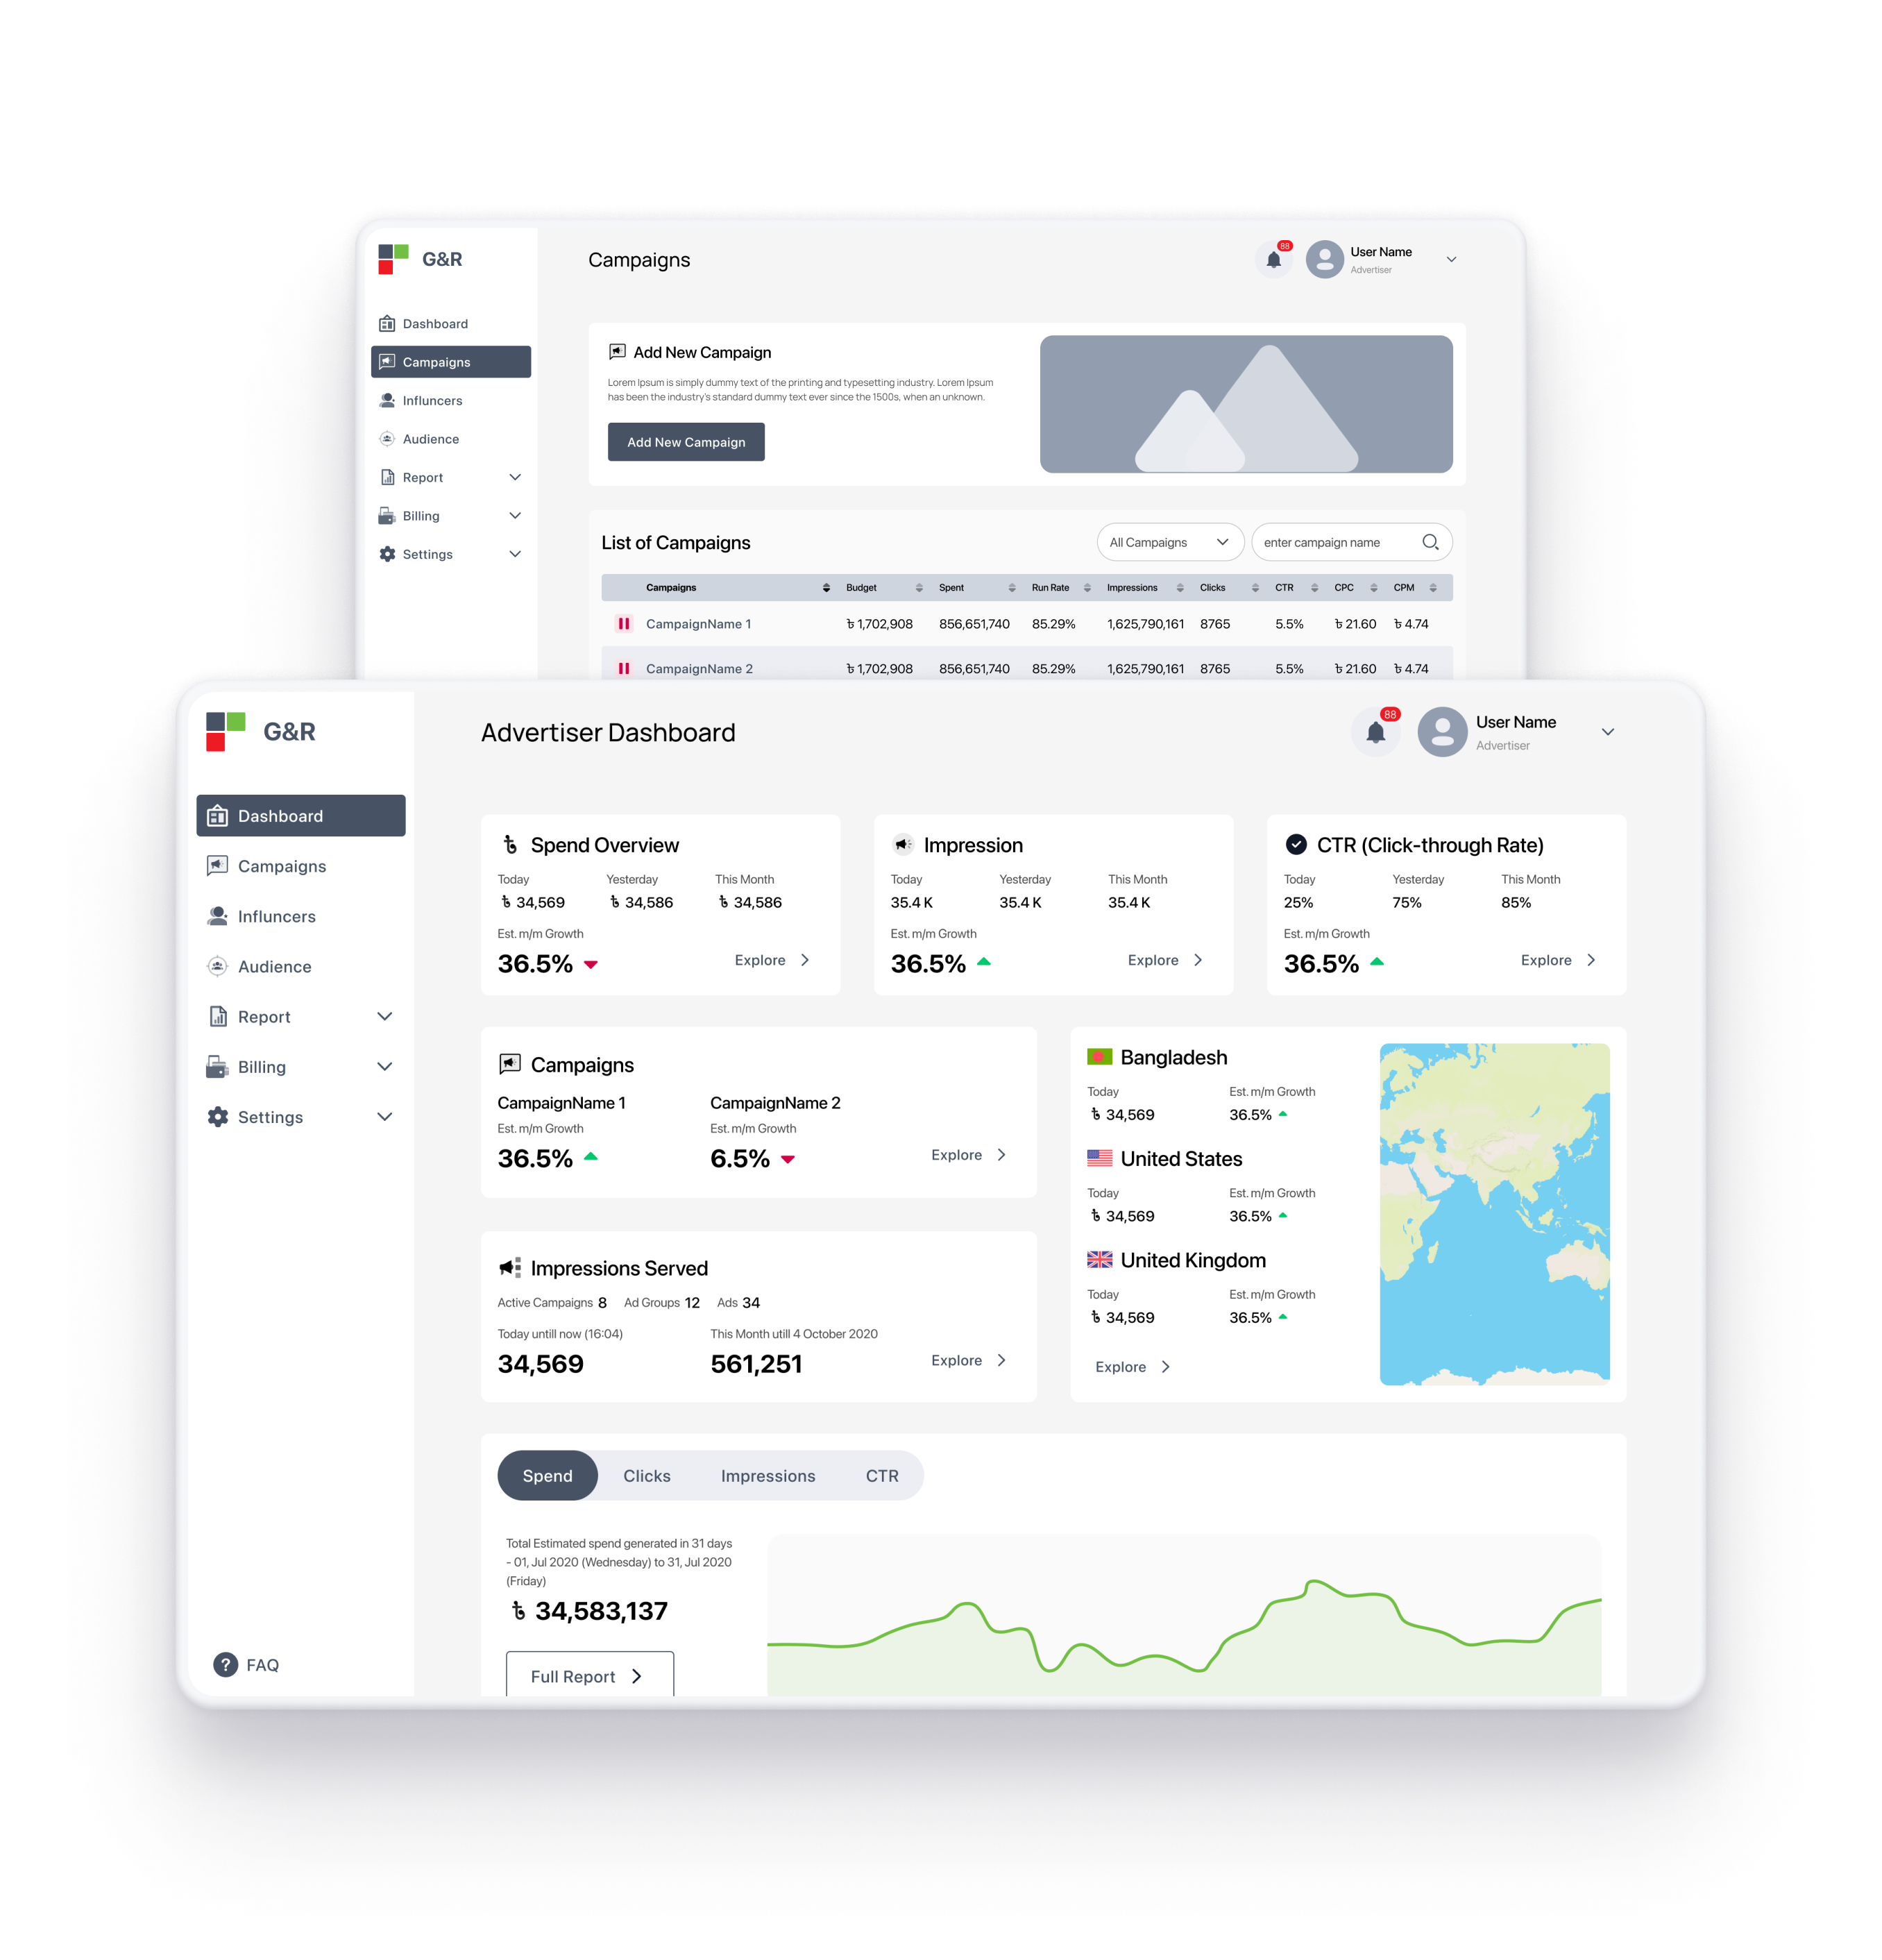 G&R
Campaigns
88
User Name
Advertiser
Dashboard
Campaigns
Influncers
Audience
Report
Billing
Settings
Add New Campaign
Lorem Ipsum is simply dummy text of the printing and typesetting industry. Lorem Ipsum
has been the industry's standard dummy text ever since the 1500s, when an unknown.
Add New Campaign
List of Campaigns
All Campaigns
enter campaign name
Campaigns Budget Spent Run Rate Impressions Clicks CTR CPC CPM
CampaignName 1 ৳ 1,702,908 856,651,740 85.29% 1,625,790,161 8765 5.5% ৳ 21.60 ৳ 4.74
CampaignName 2 ৳ 1,702,908 856,651,740 85.29% 1,625,790,161 8765 5.5% ৳ 21.60 ৳ 4.74
G&R
Advertiser Dashboard
88
User Name
Advertiser
Dashboard
Campaigns
Influncers
Audience
Report
Billing
Settings
? FAQ
৳ Spend Overview
Today Yesterday This Month
৳ 34,569 ৳ 34,586 ৳ 34,586
Est. m/m Growth
36.5%
Explore
Impression
Today Yesterday This Month
35.4 K 35.4 K 35.4 K
Est. m/m Growth
36.5%
Explore
CTR (Click-through Rate)
Today Yesterday This Month
25% 75% 85%
Est. m/m Growth
36.5%
Explore
Campaigns
CampaignName 1 CampaignName 2
Est. m/m Growth Est. m/m Growth
36.5% 6.5%
Explore
Impressions Served
Active Campaigns 8 Ad Groups 12 Ads 34
Today untill now (16:04) This Month utill 4 October 2020
34,569 561,251
Explore
Bangladesh
Today Est. m/m Growth
৳ 34,569 36.5%
United States
Today Est. m/m Growth
৳ 34,569 36.5%
United Kingdom
Today Est. m/m Growth
৳ 34,569 36.5%
Explore
Spend Clicks Impressions CTR
Total Estimated spend generated in 31 days
- 01, Jul 2020 (Wednesday) to 31, Jul 2020
(Friday)
৳ 34,583,137
Full Report